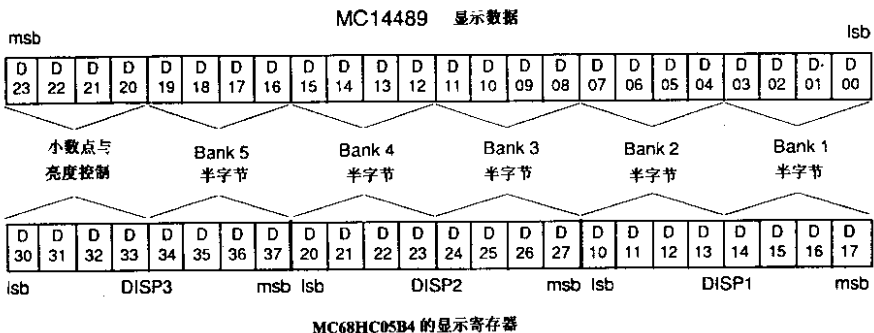 MC14489 显示数据
msb lsb
D D D D D D D D D D D D D D D D D D D D D D D D
23 22 21 20 19 18 17 16 15 14 13 12 11 10 09 08 07 06 05 04 03 02 01 00
小数点与 Bank 5 Bank 4 Bank 3 Bank 2 Bank 1
亮度控制 半字节 半字节 半字节 半字节 半字节
D D D D D D D D D D D D D D D D D D D D D D D D
30 31 32 33 34 35 36 37 20 21 22 23 24 25 26 27 10 11 12 13 14 15 16 17
lsb DISP3 msb lsb DISP2 msb lsb DISP1 msb
MC68HC05B4 的显示寄存器